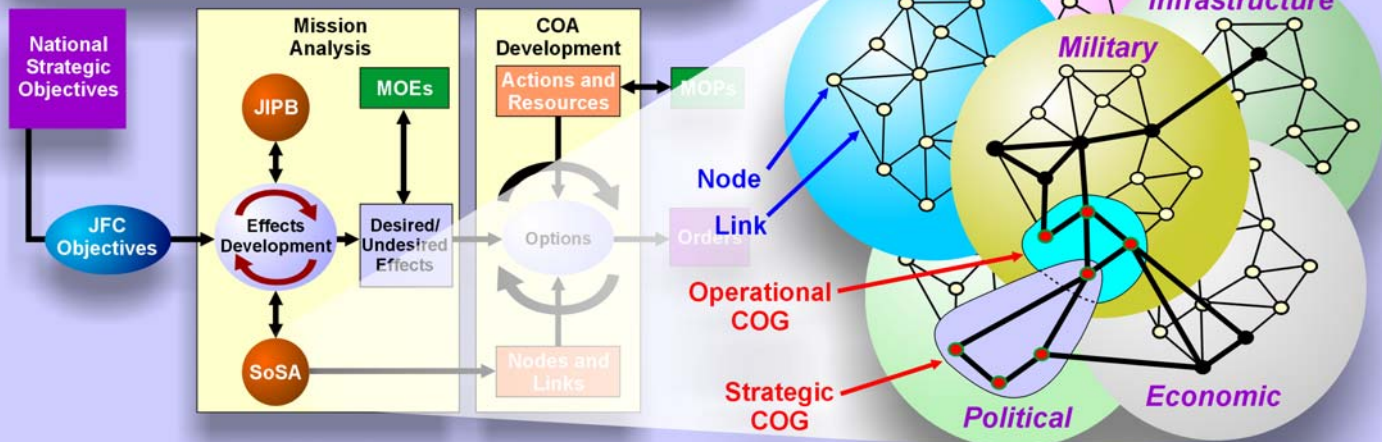 National
Strategic
Objectives
JFC
Objectives
Mission
Analysis
JIPB
MOEs
Effects
Development
Desired/
Undesired
Effects
SoSA
COA
Development
Actions and
Resources
MOPs
Options
Orders
Nodes and
Links
Node
Link
Operational
COG
Strategic
COG
Infrastructure
Military
Political
Economic